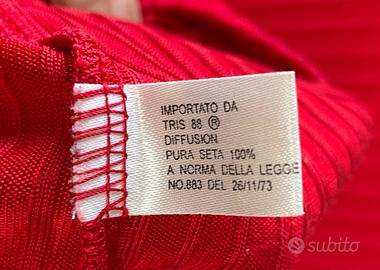 IMPORTATO DA
TRIS 88 ®
DIFFUSION
PURA SETA 100%
A NORMA DELLA LEGGE
NO.883 DEL 26/11/73
subito